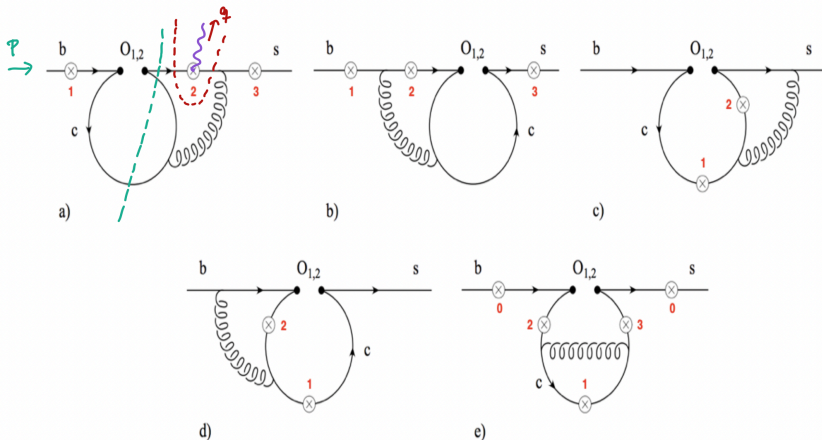 p
b O₁,₂ q s
1 2 3
c
a)
b O₁,₂ s
1 2 3
c
b)
b O₁,₂ s
2
c
1
c)
b O₁,₂ s
2
c
1
d)
b O₁,₂ s
0 0
2 3
c 1
e)